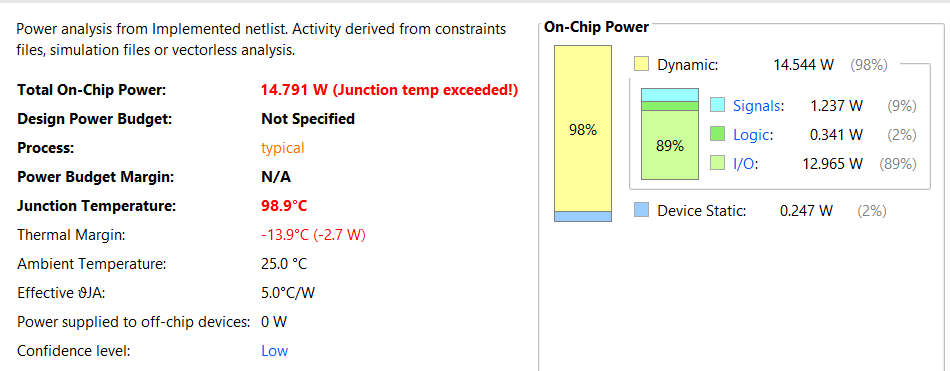 Power analysis from Implemented netlist. Activity derived from constraints
files, simulation files or vectorless analysis.
Total On-Chip Power: 14.791 W (Junction temp exceeded!)
Design Power Budget: Not Specified
Process: typical
Power Budget Margin: N/A
Junction Temperature: 98.9°C
Thermal Margin: -13.9°C (-2.7 W)
Ambient Temperature: 25.0 °C
Effective ϑJA: 5.0°C/W
Power supplied to off-chip devices: 0 W
Confidence level: Low
On-Chip Power
98%
Dynamic: 14.544 W (98%)
89%
Signals: 1.237 W (9%)
Logic: 0.341 W (2%)
I/O: 12.965 W (89%)
Device Static: 0.247 W (2%)